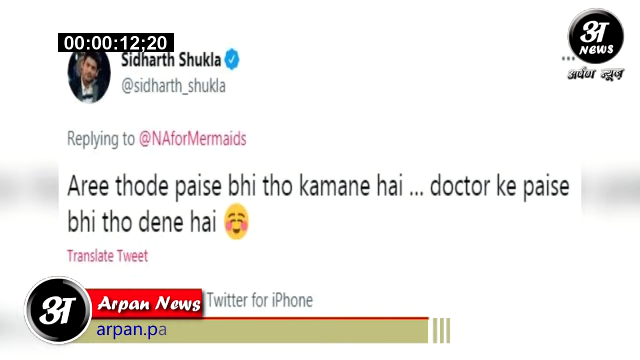 00:00:12;20
Sidharth Shukla
@sidharth_shukla
अ
NEWS
अर्पण न्यूज़
Replying to @NAforMermaids
Aree thode paise bhi tho kamane hai ... doctor ke paise
bhi tho dene hai ☺️
Translate Tweet
Twitter for iPhone
अ
Arpan News
arpan.pa